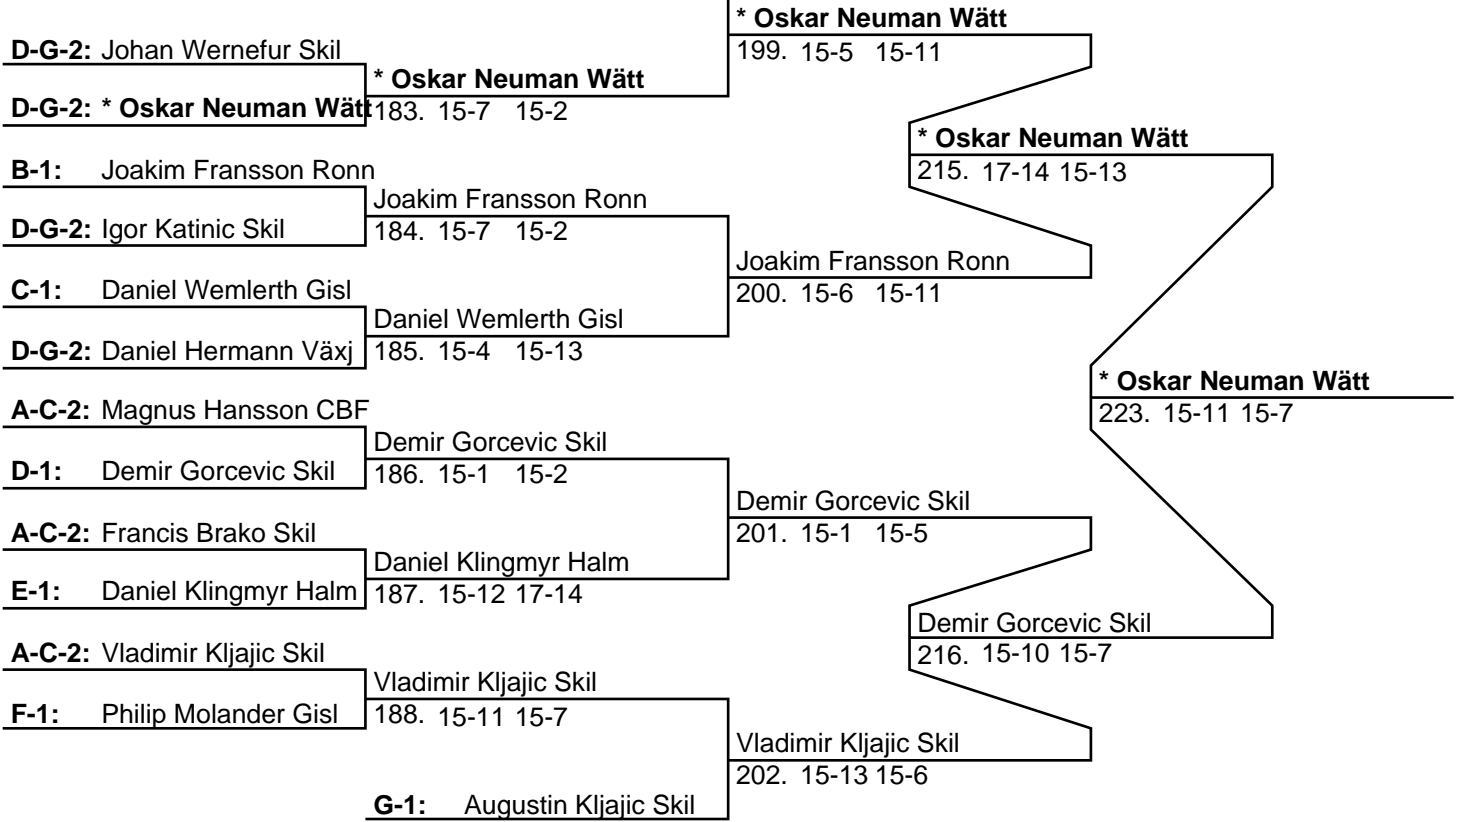 * Oskar Neuman Wätt
199. 15-5 15-11
D-G-2: Johan Wernefur Skil
* Oskar Neuman Wätt
D-G-2: * Oskar Neuman Wätt
183. 15-7 15-2
* Oskar Neuman Wätt
215. 17-14 15-13
B-1: Joakim Fransson Ronn
Joakim Fransson Ronn
D-G-2: Igor Katinic Skil
184. 15-7 15-2
Joakim Fransson Ronn
200. 15-6 15-11
C-1: Daniel Wemlerth Gisl
Daniel Wemlerth Gisl
D-G-2: Daniel Hermann Växj
185. 15-4 15-13
* Oskar Neuman Wätt
223. 15-11 15-7
A-C-2: Magnus Hansson CBF
Demir Gorcevic Skil
D-1: Demir Gorcevic Skil
186. 15-1 15-2
Demir Gorcevic Skil
201. 15-1 15-5
A-C-2: Francis Brako Skil
Daniel Klingmyr Halm
E-1: Daniel Klingmyr Halm
187. 15-12 17-14
Demir Gorcevic Skil
216. 15-10 15-7
A-C-2: Vladimir Kljajic Skil
Vladimir Kljajic Skil
F-1: Philip Molander Gisl
188. 15-11 15-7
Vladimir Kljajic Skil
202. 15-13 15-6
G-1: Augustin Kljajic Skil